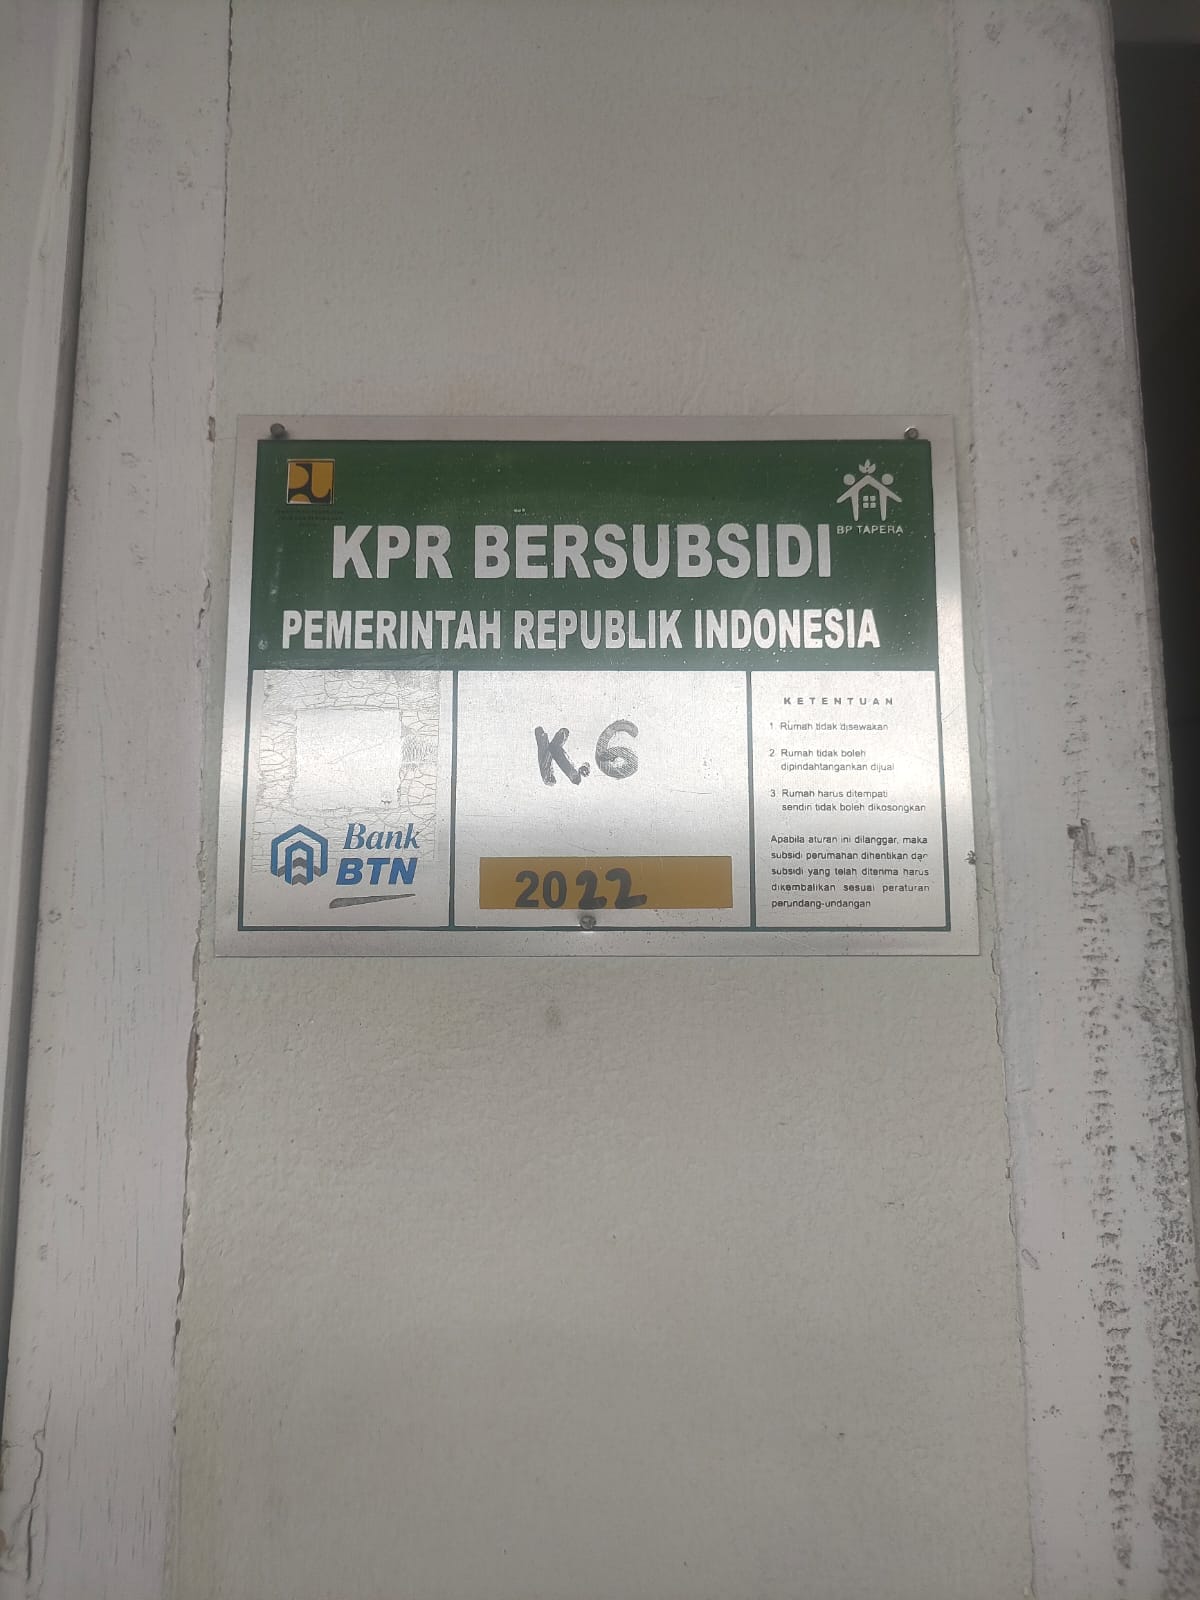 BP TAPERA
KPR BERSUBSIDI
PEMERINTAH REPUBLIK INDONESIA
Bank
BTN
K.6
2022
KETENTUAN
1. Rumah tidak disewakan
2. Rumah tidak boleh
dipindahtangankan dijual
3. Rumah harus ditempati
sendiri tidak boleh dikosongkan
Apabila aturan ini dilanggar, maka
subsidi perumahan dihentikan dan
subsidi yang telah diterima harus
dikembalikan sesuai peraturan
perundang-undangan